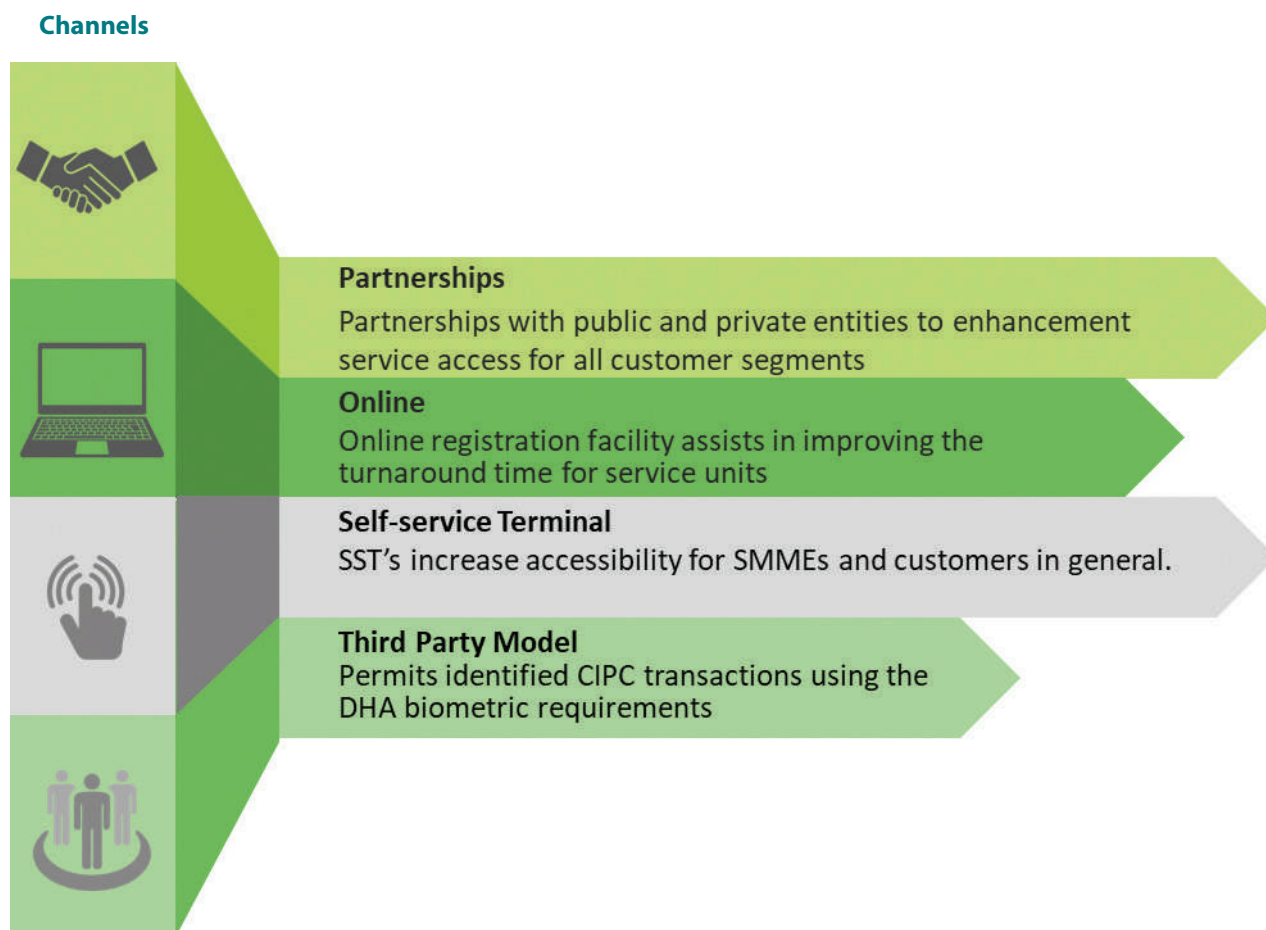 Channels
Partnerships
Partnerships with public and private entities to enhancement
service access for all customer segments
Online
Online registration facility assists in improving the
turnaround time for service units
Self-service Terminal
SST’s increase accessibility for SMMEs and customers in general.
Third Party Model
Permits identified CIPC transactions using the
DHA biometric requirements